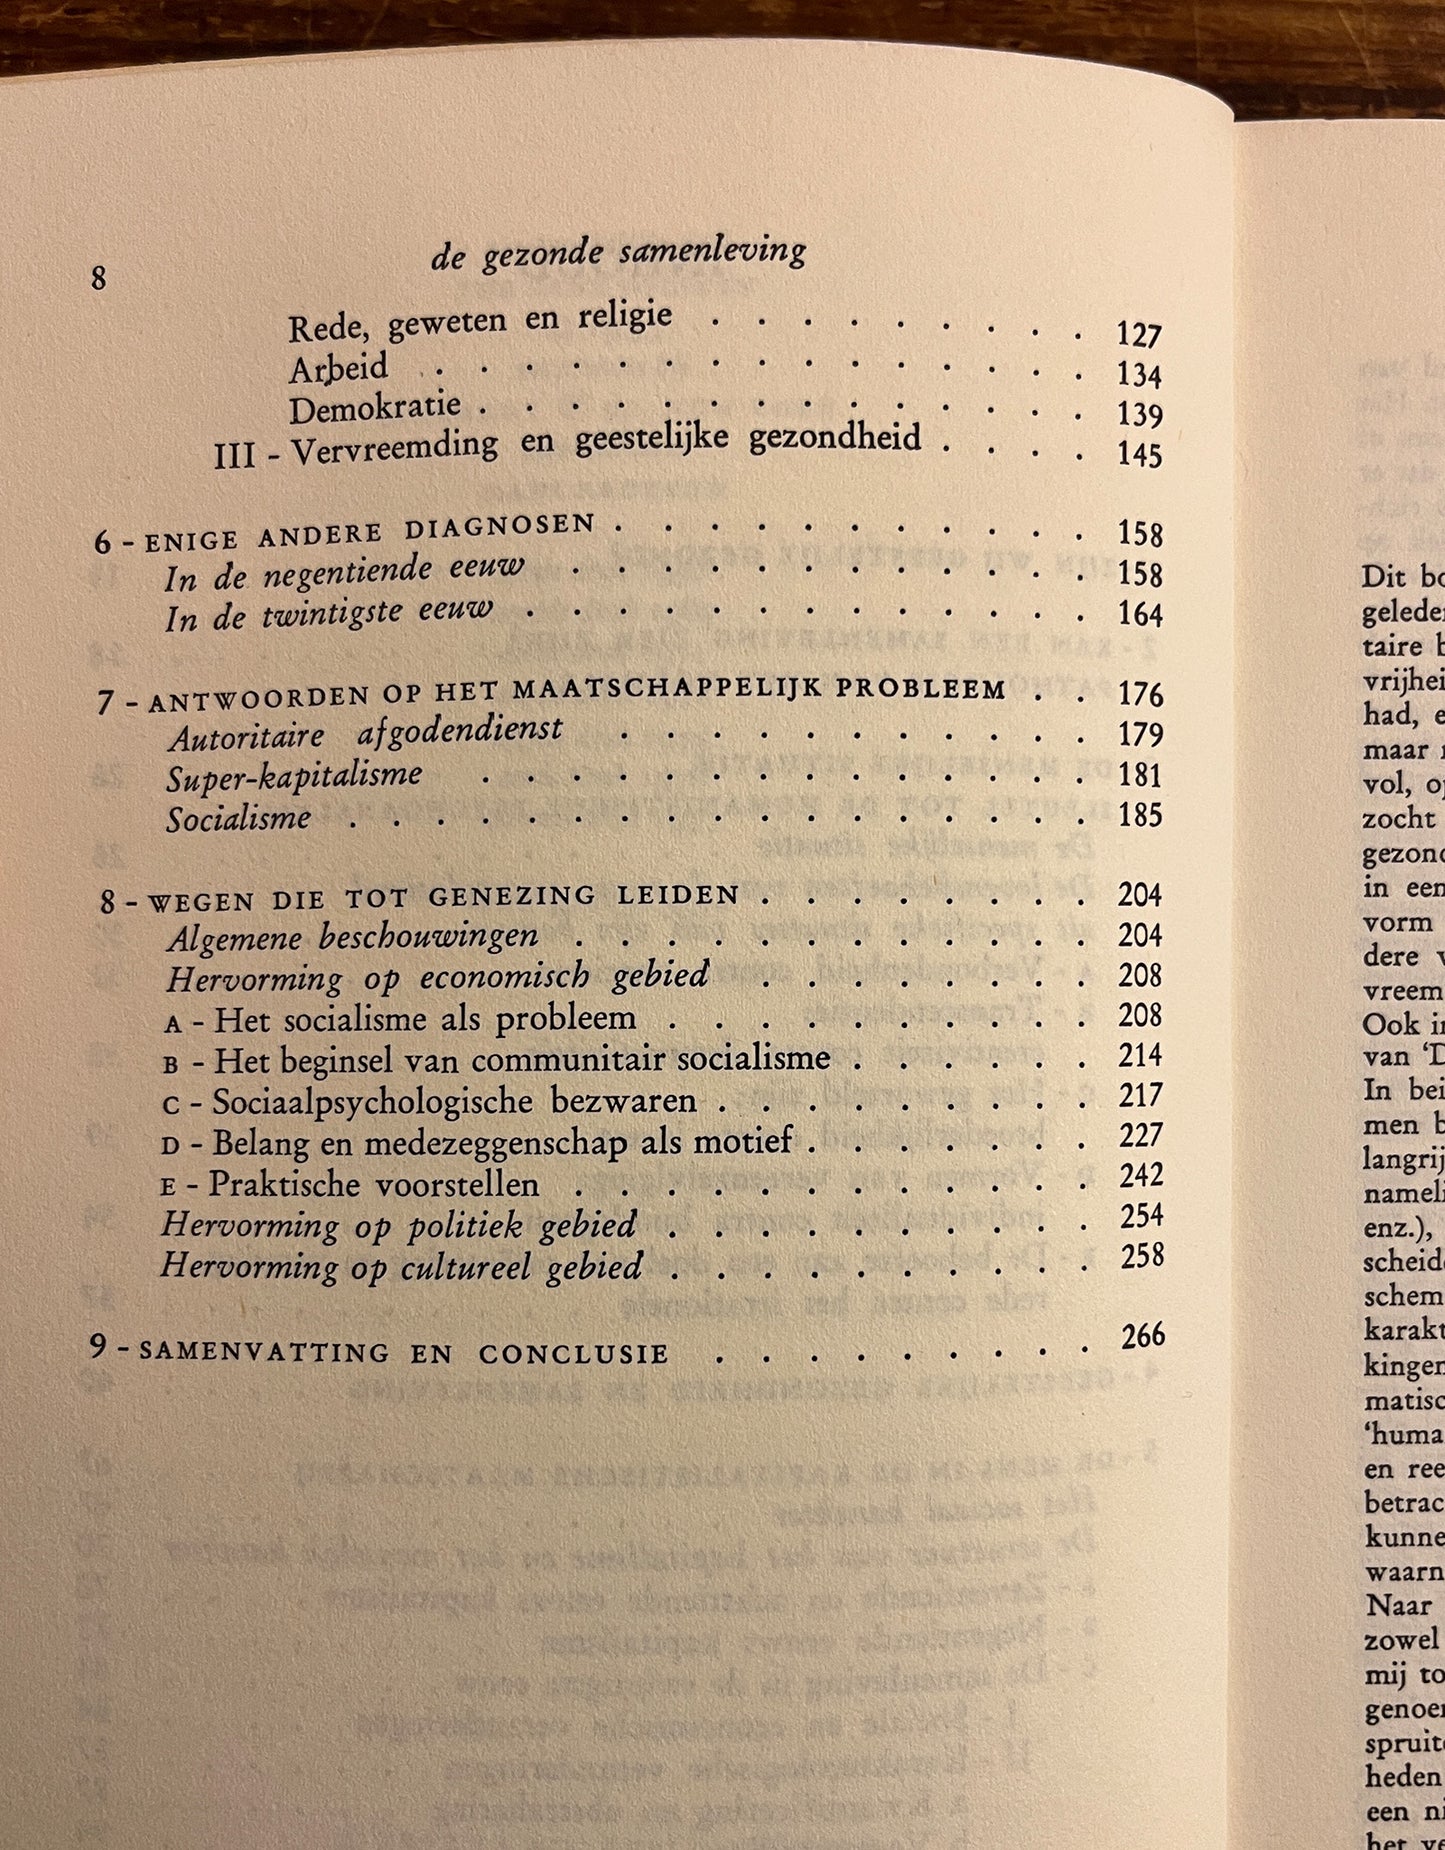 8
de gezonde samenleving
Rede, geweten en religie . . . . . . . . . 127
Arbeid . . . . . . . . . . . . . . . 134
Demokratie . . . . . . . . . . . . . . 139
III - Vervreemding en geestelijke gezondheid . . . . 145
6 - ENIGE ANDERE DIAGNOSEN . . . . . . . . . . . 158
In de negentiende eeuw . . . . . . . . . . . . 158
In de twintigste eeuw . . . . . . . . . . . . . 164
7 - ANTWOORDEN OP HET MAATSCHAPPELIJK PROBLEEM . . 176
Autoritaire afgodendienst . . . . . . . . . . . 179
Super-kapitalisme . . . . . . . . . . . . . . 181
Socialisme . . . . . . . . . . . . . . . . . 185
8 - WEGEN DIE TOT GENEZING LEIDEN . . . . . . . . 204
Algemene beschouwingen . . . . . . . . . . . . 204
Hervorming op economisch gebied . . . . . . . . 208
A - Het socialisme als probleem . . . . . . . . . . 208
B - Het beginsel van communitair socialisme . . . . . . 214
C - Sociaalpsychologische bezwaren . . . . . . . . . 217
D - Belang en medezeggenschap als motief . . . . . . . 227
E - Praktische voorstellen . . . . . . . . . . . . 242
Hervorming op politiek gebied . . . . . . . . . . 254
Hervorming op cultureel gebied . . . . . . . . . . 258
9 - SAMENVATTING EN CONCLUSIE . . . . . . . . . 266
Dit
gelede
taire
vrijhei
had,
maar
vol,
zocht
gezond
in een
vorm
dere
vreem
Ook
van
In bei
men
langrij
nameli
enz.),
scheid
schem
karakt
kingen
matisc
'huma
en ree
betrac
kunne
waarn
Naar
zowel
mij to
genoe
spruit
heden
een
het